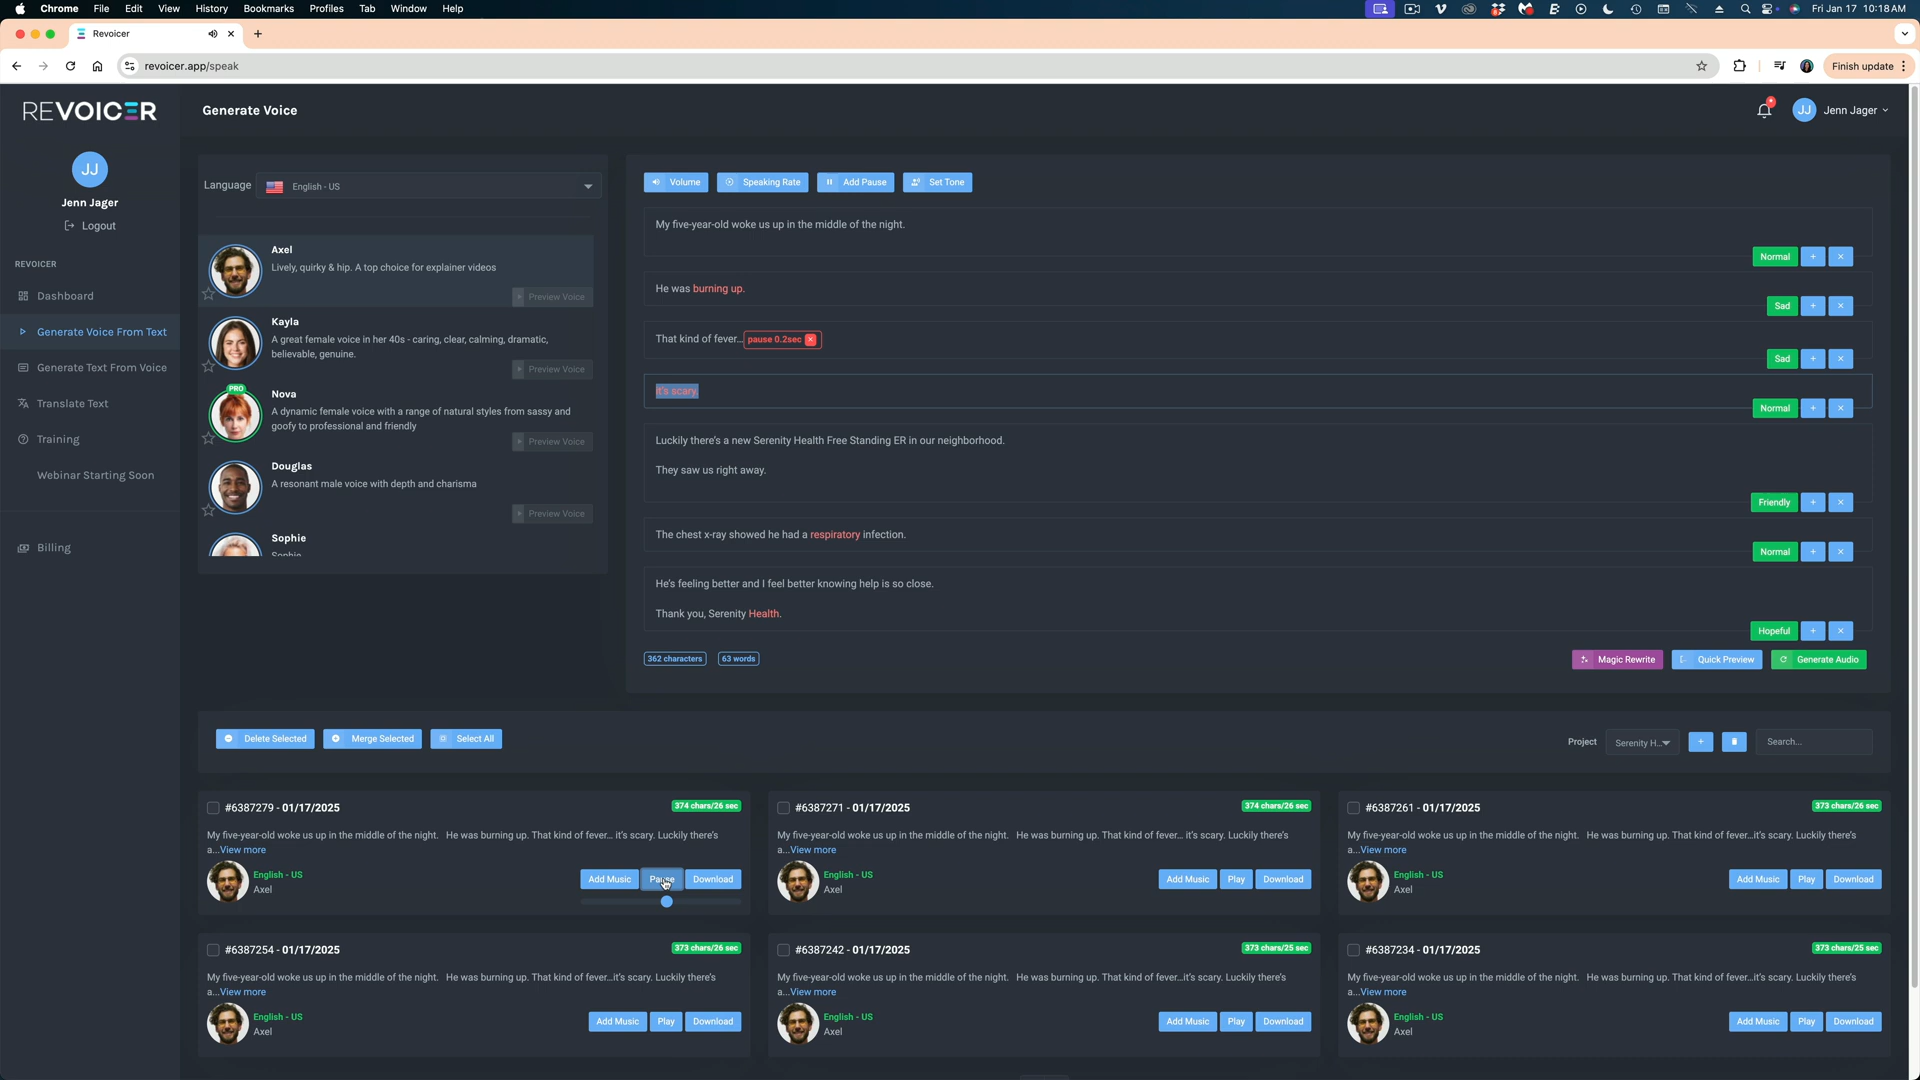 Chrome File Edit View History Bookmarks Profiles Tab Window Help Fri Jan 17 10:18 AM
Revoicer
revoicer.app/speak Finish update
REVOICER Generate Voice JJ Jenn Jager
JJ
Jenn Jager
Logout
REVOICER
Dashboard
Generate Voice From Text
Generate Text From Voice
Translate Text
Training
Webinar Starting Soon
Billing
Language English - US
Axel
Lively, quirky & hip. A top choice for explainer videos
Preview Voice
Kayla
A great female voice in her 40s - caring, clear, calming, dramatic,
believable, genuine.
Preview Voice
PRO
Nova
A dynamic female voice with a range of natural styles from sassy and
goofy to professional and friendly
Preview Voice
Douglas
A resonant male voice with depth and charisma
Preview Voice
Sophie
Sophie
Volume Speaking Rate Add Pause Set Tone
My five-year-old woke us up in the middle of the night.
Normal + ×
He was burning up.
Sad + ×
That kind of fever... pause 0.2sec ×
Sad + ×
it's scary.
Normal + ×
Luckily there's a new Serenity Health Free Standing ER in our neighborhood.
They saw us right away.
Friendly + ×
The chest x-ray showed he had a respiratory infection.
Normal + ×
He's feeling better and I feel better knowing help is so close.
Thank you, Serenity Health.
Hopeful + ×
362 characters 63 words Magic Rewrite Quick Preview Generate Audio
Delete Selected Merge Selected Select All Project Serenity H... + Search...
#6387279 - 01/17/2025 374 chars/26 sec
My five-year-old woke us up in the middle of the night. He was burning up. That kind of fever... it's scary. Luckily there's
a...View more
English - US
Axel
Add Music Pause Download
#6387271 - 01/17/2025 374 chars/26 sec
My five-year-old woke us up in the middle of the night. He was burning up. That kind of fever... it's scary. Luckily there's
a...View more
English - US
Axel
Add Music Play Download
#6387261 - 01/17/2025 373 chars/26 sec
My five-year-old woke us up in the middle of the night. He was burning up. That kind of fever...it's scary. Luckily there's
a...View more
English - US
Axel
Add Music Play Download
#6387254 - 01/17/2025 373 chars/26 sec
My five-year-old woke us up in the middle of the night. He was burning up. That kind of fever...it's scary. Luckily there's
a...View more
English - US
Axel
Add Music Play Download
#6387242 - 01/17/2025 373 chars/25 sec
My five-year-old woke us up in the middle of the night. He was burning up. That kind of fever...it's scary. Luckily there's
a...View more
English - US
Axel
Add Music Play Download
#6387234 - 01/17/2025 373 chars/25 sec
My five-year-old woke us up in the middle of the night. He was burning up. That kind of fever...it's scary. Luckily there's
a...View more
English - US
Axel
Add Music Play Download